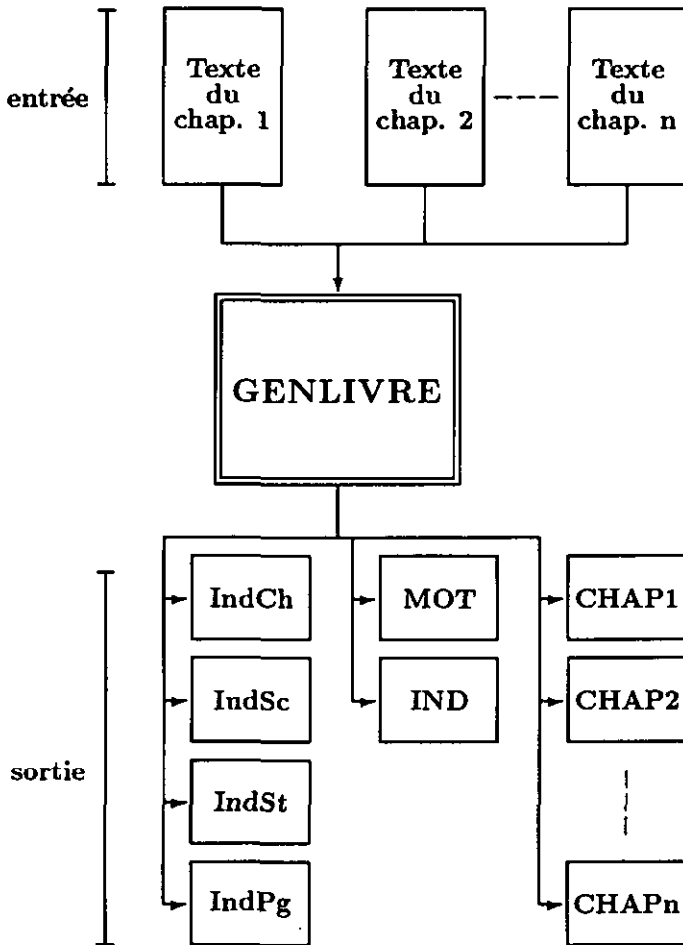 entrée
Texte
du
chap. 1
Texte
du
chap. 2
Texte
du
chap. n
GENLIVRE
sortie
IndCh
IndSc
IndSt
IndPg
MOT
IND
CHAP1
CHAP2
CHAPn